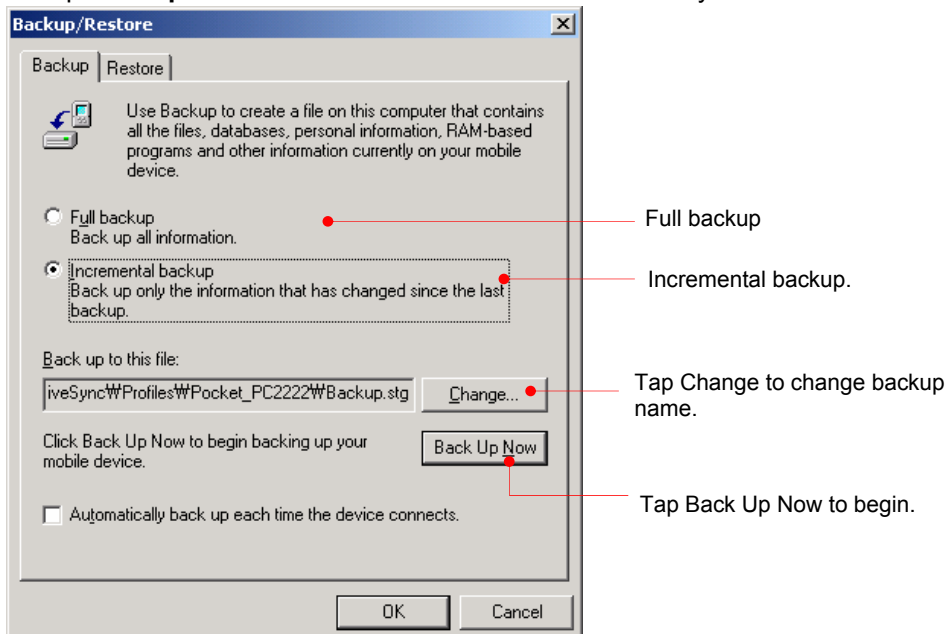 Backup/Restore
Backup
Restore
Use Backup to create a file on this computer that contains
all the files, databases, personal information, RAM-based
programs and other information currently on your mobile
device.
Full backup
Back up all information.
Full backup
Incremental backup
Back up only the information that has changed since the last
backup.
Incremental backup.
Back up to this file:
iveSync₩Profiles₩Pocket_PC2222₩Backup.stg
Change...
Tap Change to change backup
name.
Click Back Up Now to begin backing up your
mobile device.
Back Up Now
Tap Back Up Now to begin.
Automatically back up each time the device connects.
OK
Cancel